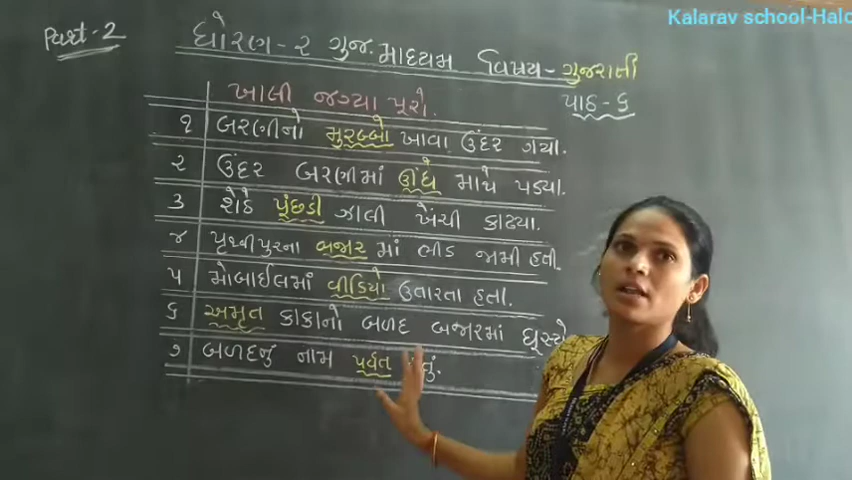 Kalarav school-Halo
Part-2
ધોરણ-૨ ગુજ. માધ્યમ વિષય-ગુજરાતી
પાઠ-૬
ખાલી જગ્યા પૂરો.
૧ બરણીનો મુરબ્બો ખાવા ઉંદર ગયા.
૨ ઉંદર બરણીમાં ઊંધે માથે પડ્યા.
૩ શેઠે પૂંછડી ઝાલી ખેંચી કાઢ્યા.
૪ પૃથ્વીપુરના બજાર માં ભીડ જામી હતી.
૫ મોબાઈલમાં વીડિયો ઉતારતા હતી.
૬ અમૃત કાકાનો બળદ બજારમાં ઘૂસ્યો
૭ બળદનું નામ પર્વત